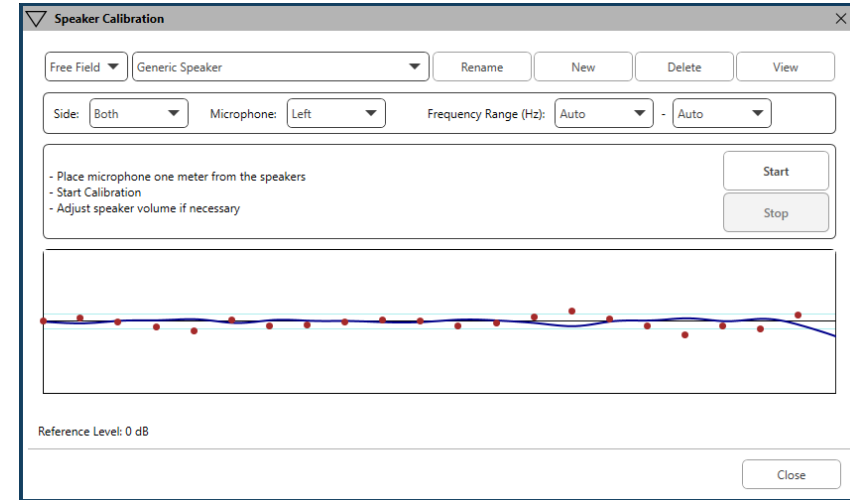 Speaker Calibration
Free Field Generic Speaker Rename New Delete View
Side: Both Microphone: Left Frequency Range (Hz): Auto - Auto
- Place microphone one meter from the speakers
- Start Calibration
- Adjust speaker volume if necessary
Start
Stop
Reference Level: 0 dB
Close